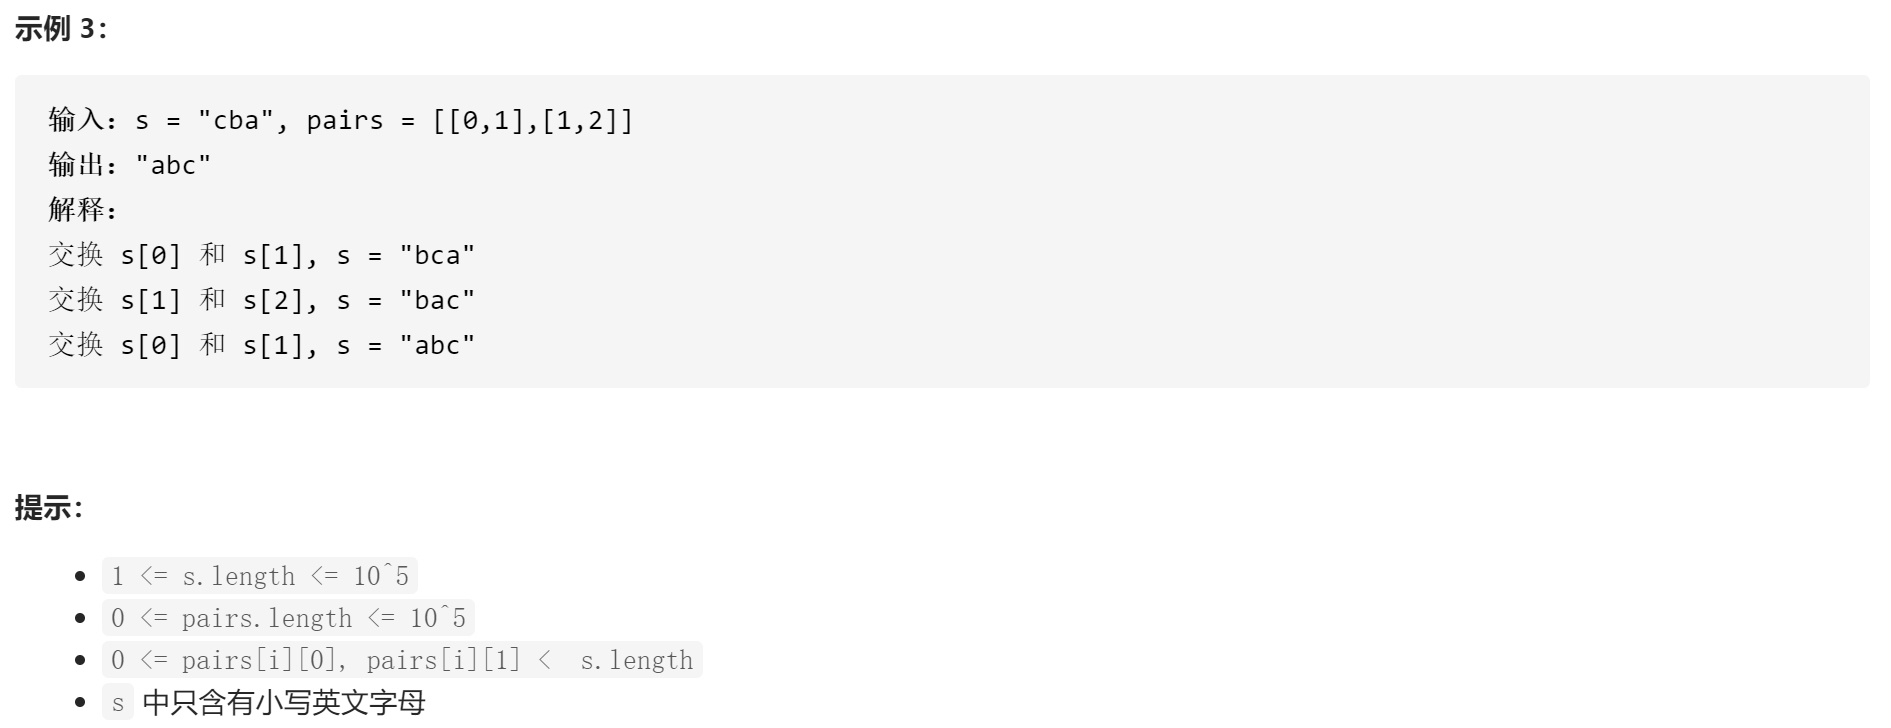 示例 3：
输入：s = "cba", pairs = [[0,1],[1,2]]
输出："abc"
解释：
交换 s[0] 和 s[1], s = "bca"
交换 s[1] 和 s[2], s = "bac"
交换 s[0] 和 s[1], s = "abc"
提示：
1 <= s.length <= 10^5
0 <= pairs.length <= 10^5
0 <= pairs[i][0], pairs[i][1] <  s.length
s 中只含有小写英文字母